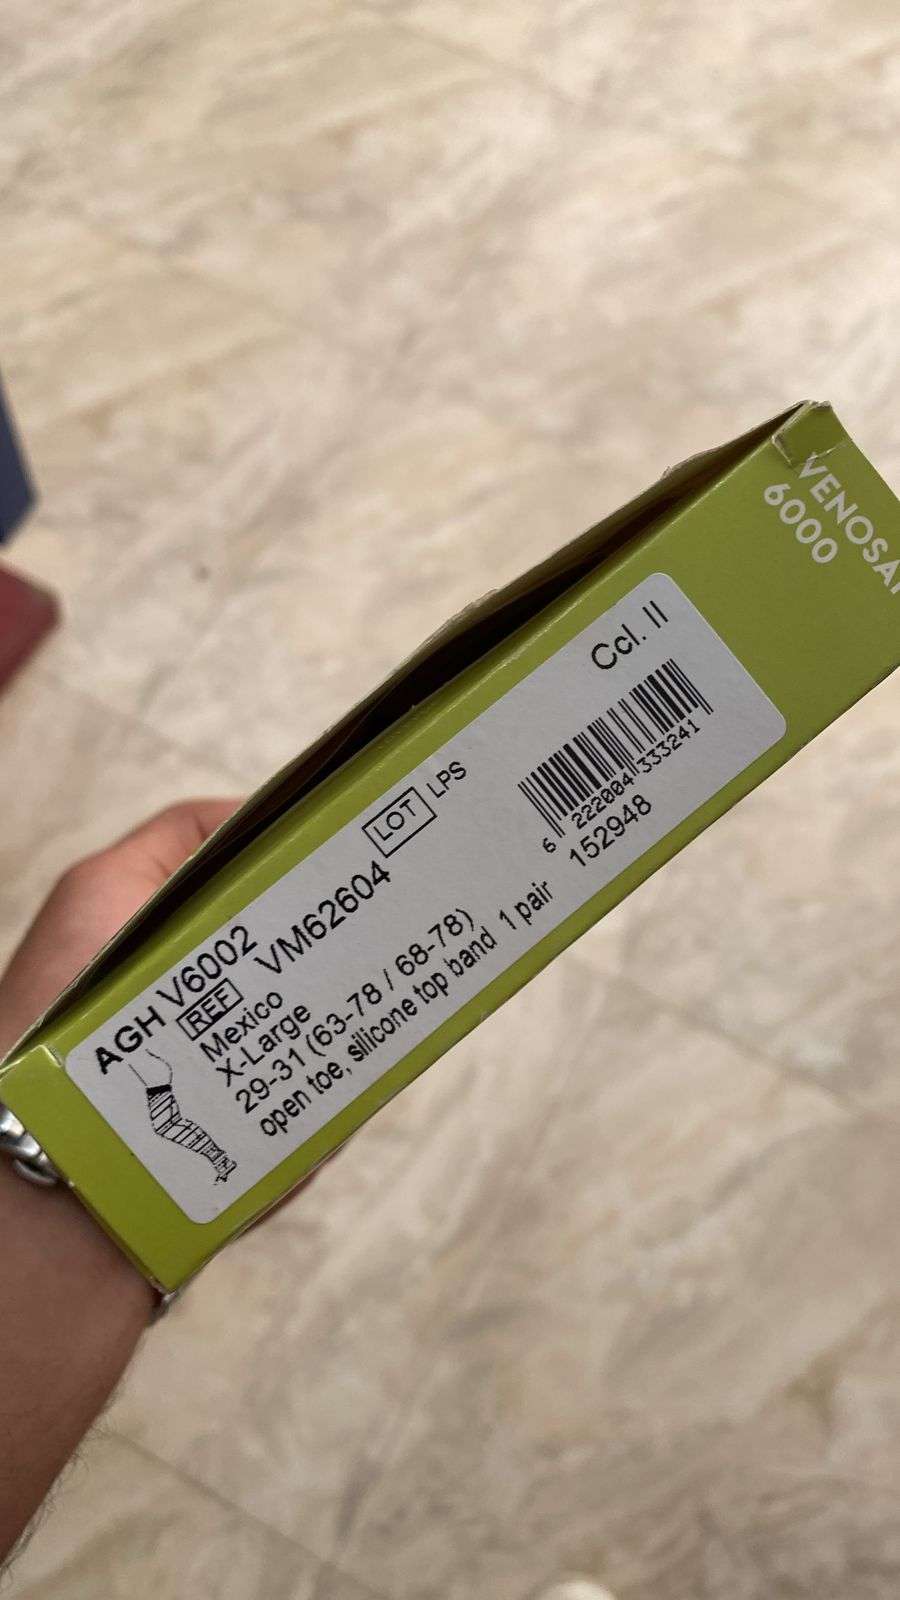 VENOSAN
6000
Ccl. II
AGH V6002
REF VM62604 LOT LPS
Mexico
X-Large
29-31 (63-78 / 68-78)
open toe, silicone top band 1 pair 152948
6 222004 333241